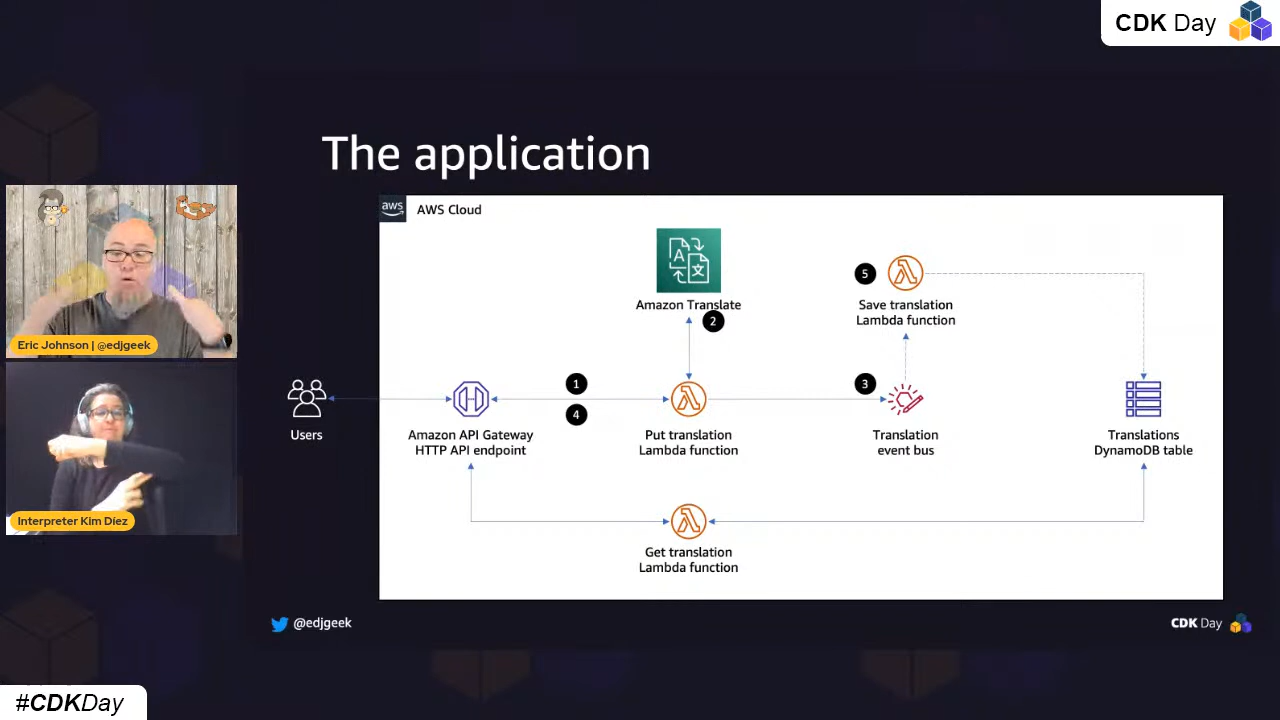 CDK Day
The application
aws
AWS Cloud
Amazon Translate
2
5
Save translation
Lambda function
Eric Johnson | @edjgeek
1
4
3
Users
Amazon API Gateway
HTTP API endpoint
Put translation
Lambda function
Translation
event bus
Translations
DynamoDB table
Interpreter Kim Díez
Get translation
Lambda function
@edjgeek
CDK Day
#CDKDay